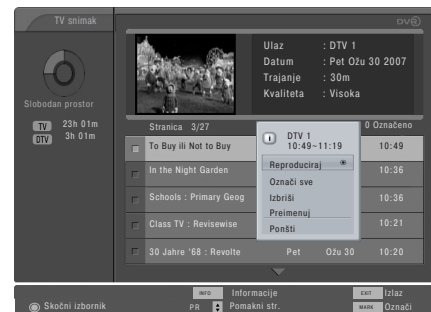 TV snimak
DVR
Ulaz : DTV 1
Datum : Pet Ožu 30 2007
Trajanje : 30m
Kvaliteta : Visoka
Slobodan prostor
TV 23h 01m
DTV 3h 01m
Stranica 3/27
0 Označeno
To Buy ili Not to Buy 10:49
In the Night Garden 10:36
Schools : Primary Geog 10:36
Class TV : Revisewise 10:21
30 Jahre '68 : Revolte Pet Ožu 30 10:20
i DTV 1
10:49~11:19
Reproduciraj
Označi sve
Izbriši
Preimenuj
Ponšti
INFO Informacije EXIT Izlaz
Skočni izbornik PR Pomakni str. MARK Označi